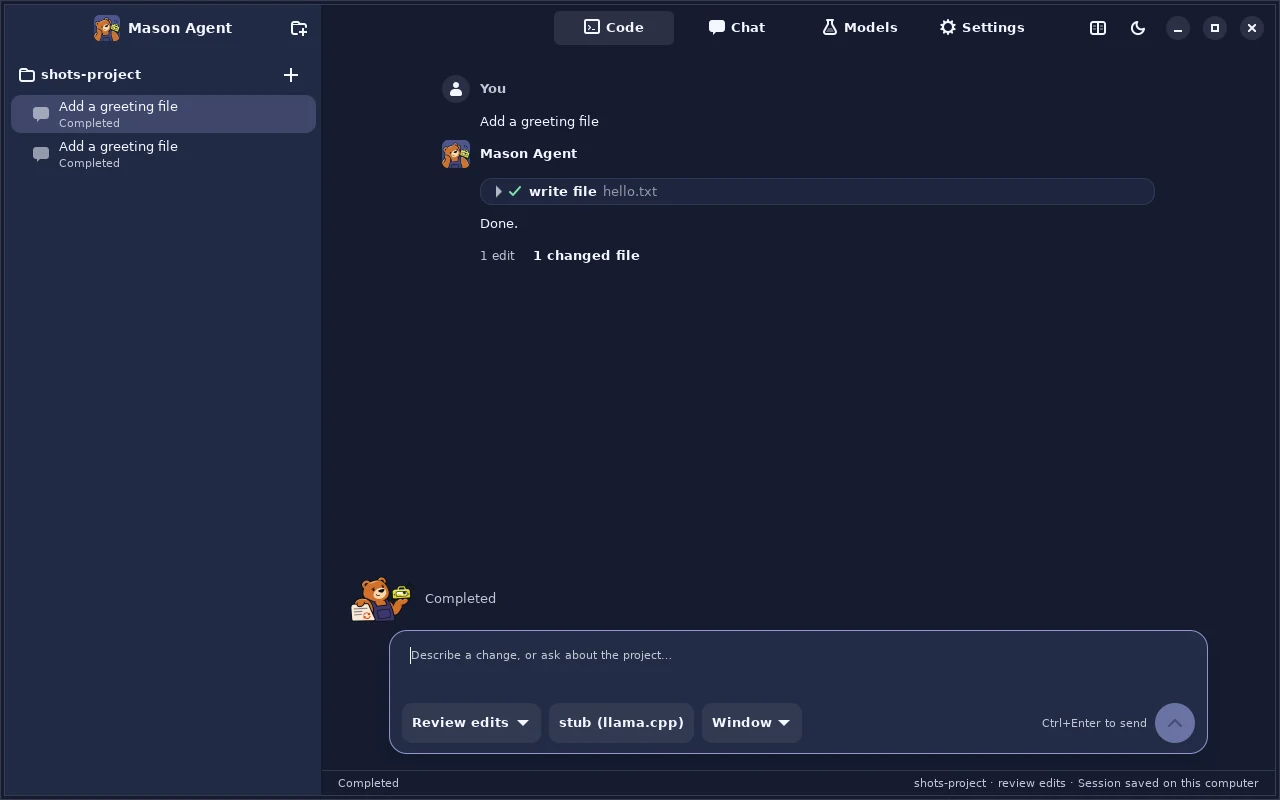 Mason Agent
Code
Chat
Models
Settings
shots-project
Add a greeting file
Completed
Add a greeting file
Completed
You
Add a greeting file
Mason Agent
write file hello.txt
Done.
1 edit 1 changed file
Completed
Describe a change, or ask about the project...
Review edits
stub (llama.cpp)
Window
Ctrl+Enter to send
Completed
shots-project · review edits · Session saved on this computer